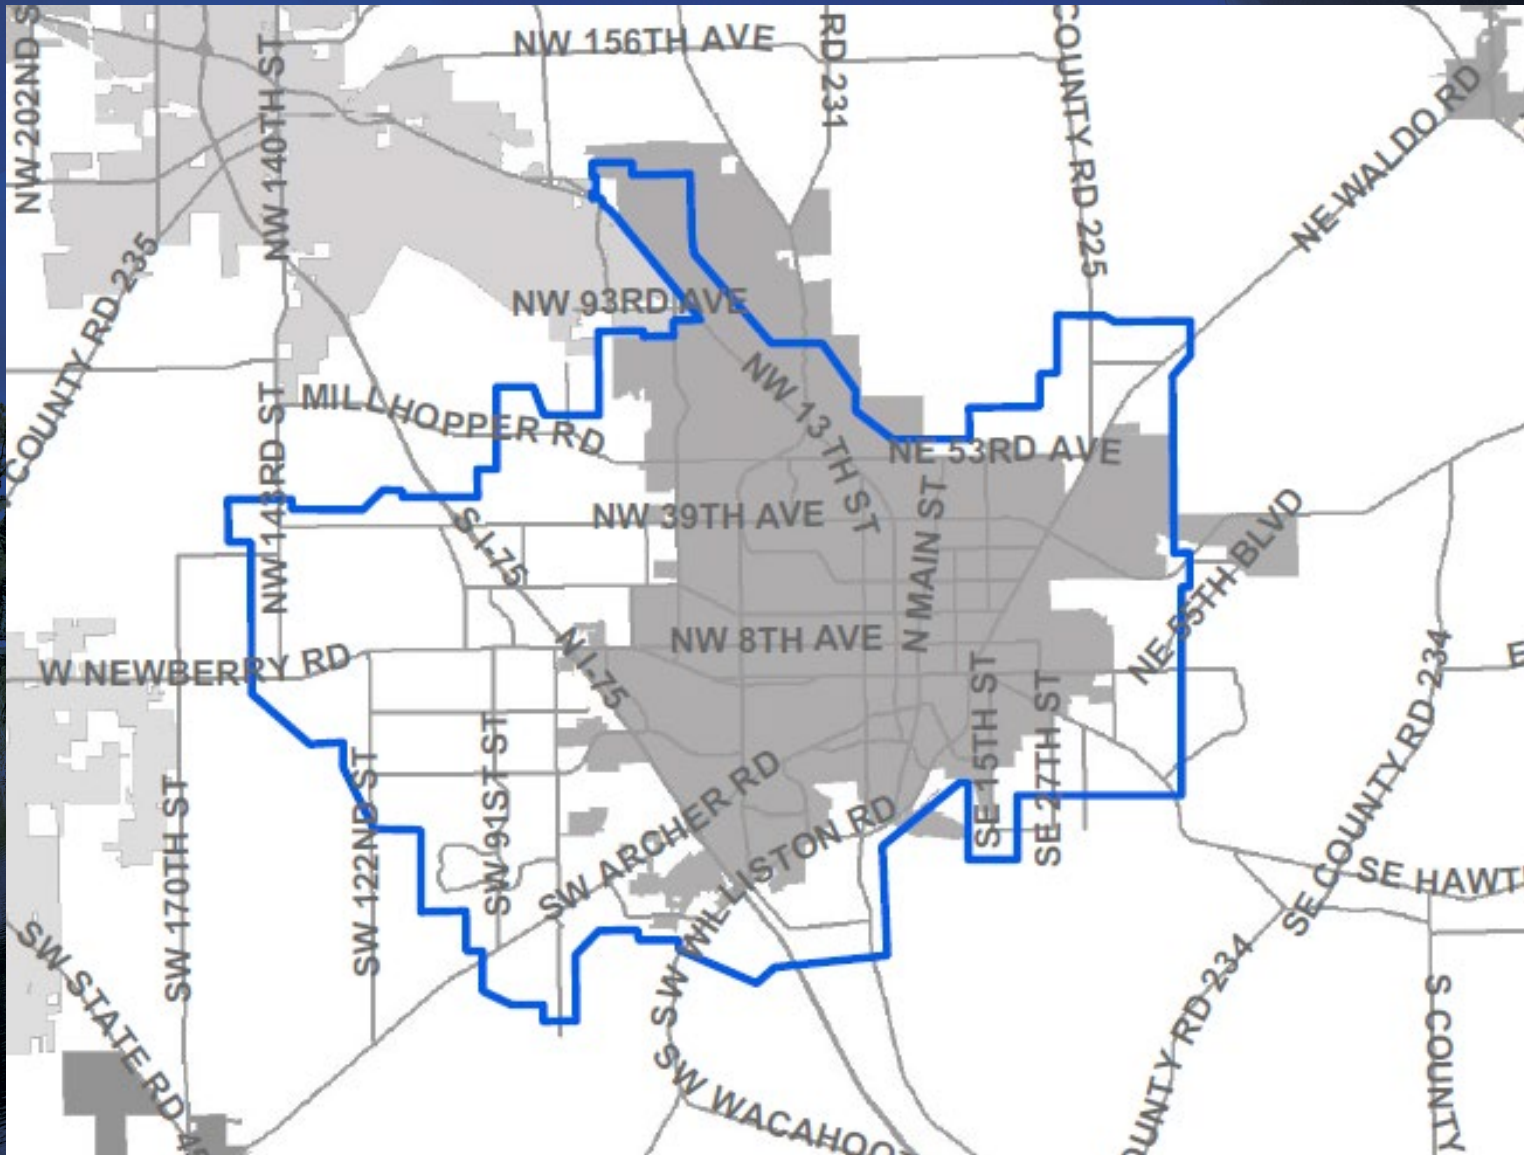 NW 202ND S
NW 140TH ST
NW 156TH AVE
RD 231
COUNTY RD 225
NE WALDO RD
COUNTY RD 235
NW 93RD AVE
MILLHOPPER RD
NW 13TH ST
NE 53RD AVE
NW 143RD ST
S I-75
NW 39TH AVE
N MAIN ST
NE 55TH BLVD
W NEWBERRY RD
N I-75
NW 8TH AVE
SE 15TH ST
SE 27TH ST
SE COUNTY RD 234
E
SW 170TH ST
SW 122ND ST
SW 91ST ST
SW ARCHER RD
SW WILLISTON RD
SE HAWT
SW STATE RD 45
SW WACAHOO
OUNTY RD 234
S COUNTY